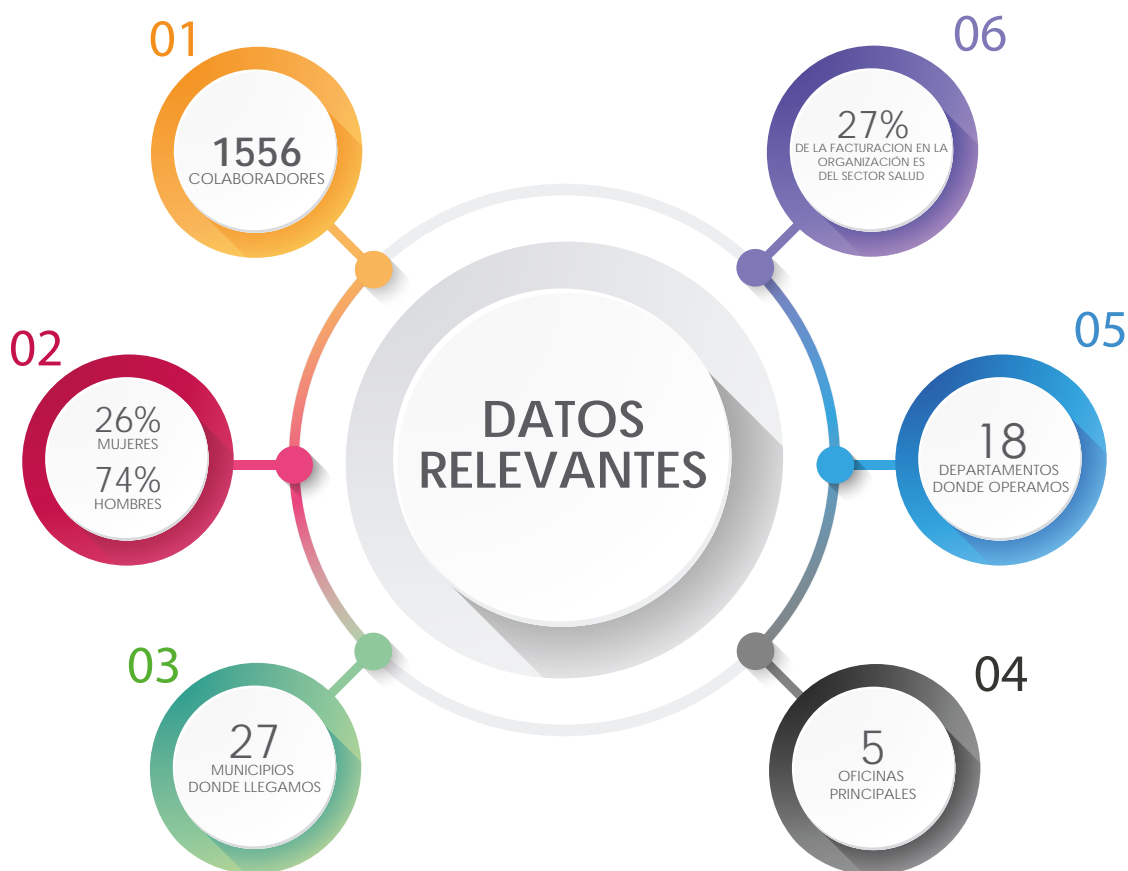 DATOS
RELEVANTES
01
1556
COLABORADORES
02
26%
MUJERES
74%
HOMBRES
03
27
MUNICIPIOS
DONDE LLEGAMOS
04
5
OFICINAS
PRINCIPALES
05
18
DEPARTAMENTOS
DONDE OPERAMOS
06
27%
DE LA FACTURACION EN LA
ORGANIZACIÓN ES
DEL SECTOR SALUD